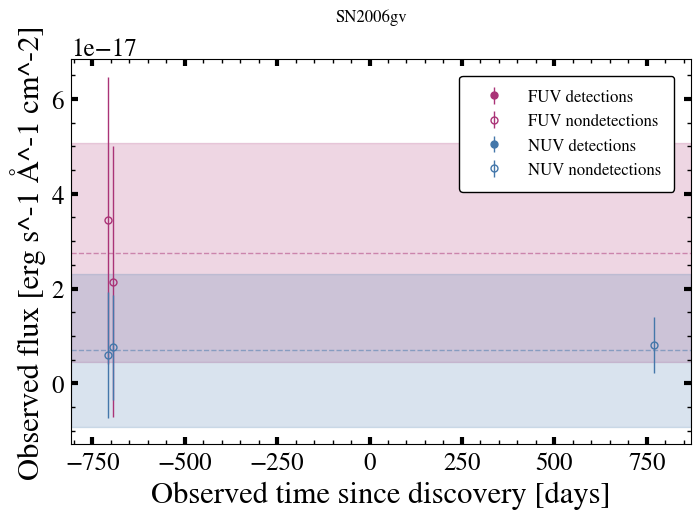 SN2006gv
1e−17
Observed flux [erg s^-1 Å^-1 cm^-2]
6
4
2
0
FUV detections
FUV nondetections
NUV detections
NUV nondetections
−750 −500 −250 0 250 500 750
Observed time since discovery [days]